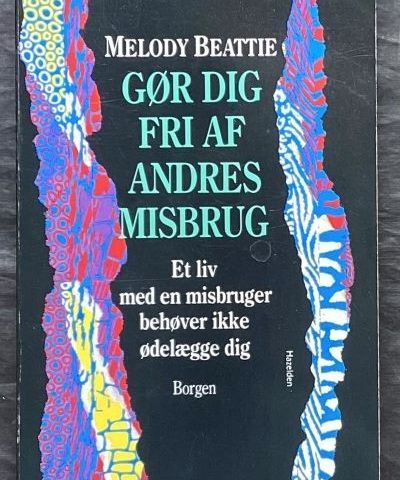 MELODY BEATTIE
GØR DIG
FRI AF
ANDRES
MISBRUG
Et liv
med en misbruger
behøver ikke
ødelægge dig
Hazelden
Borgen